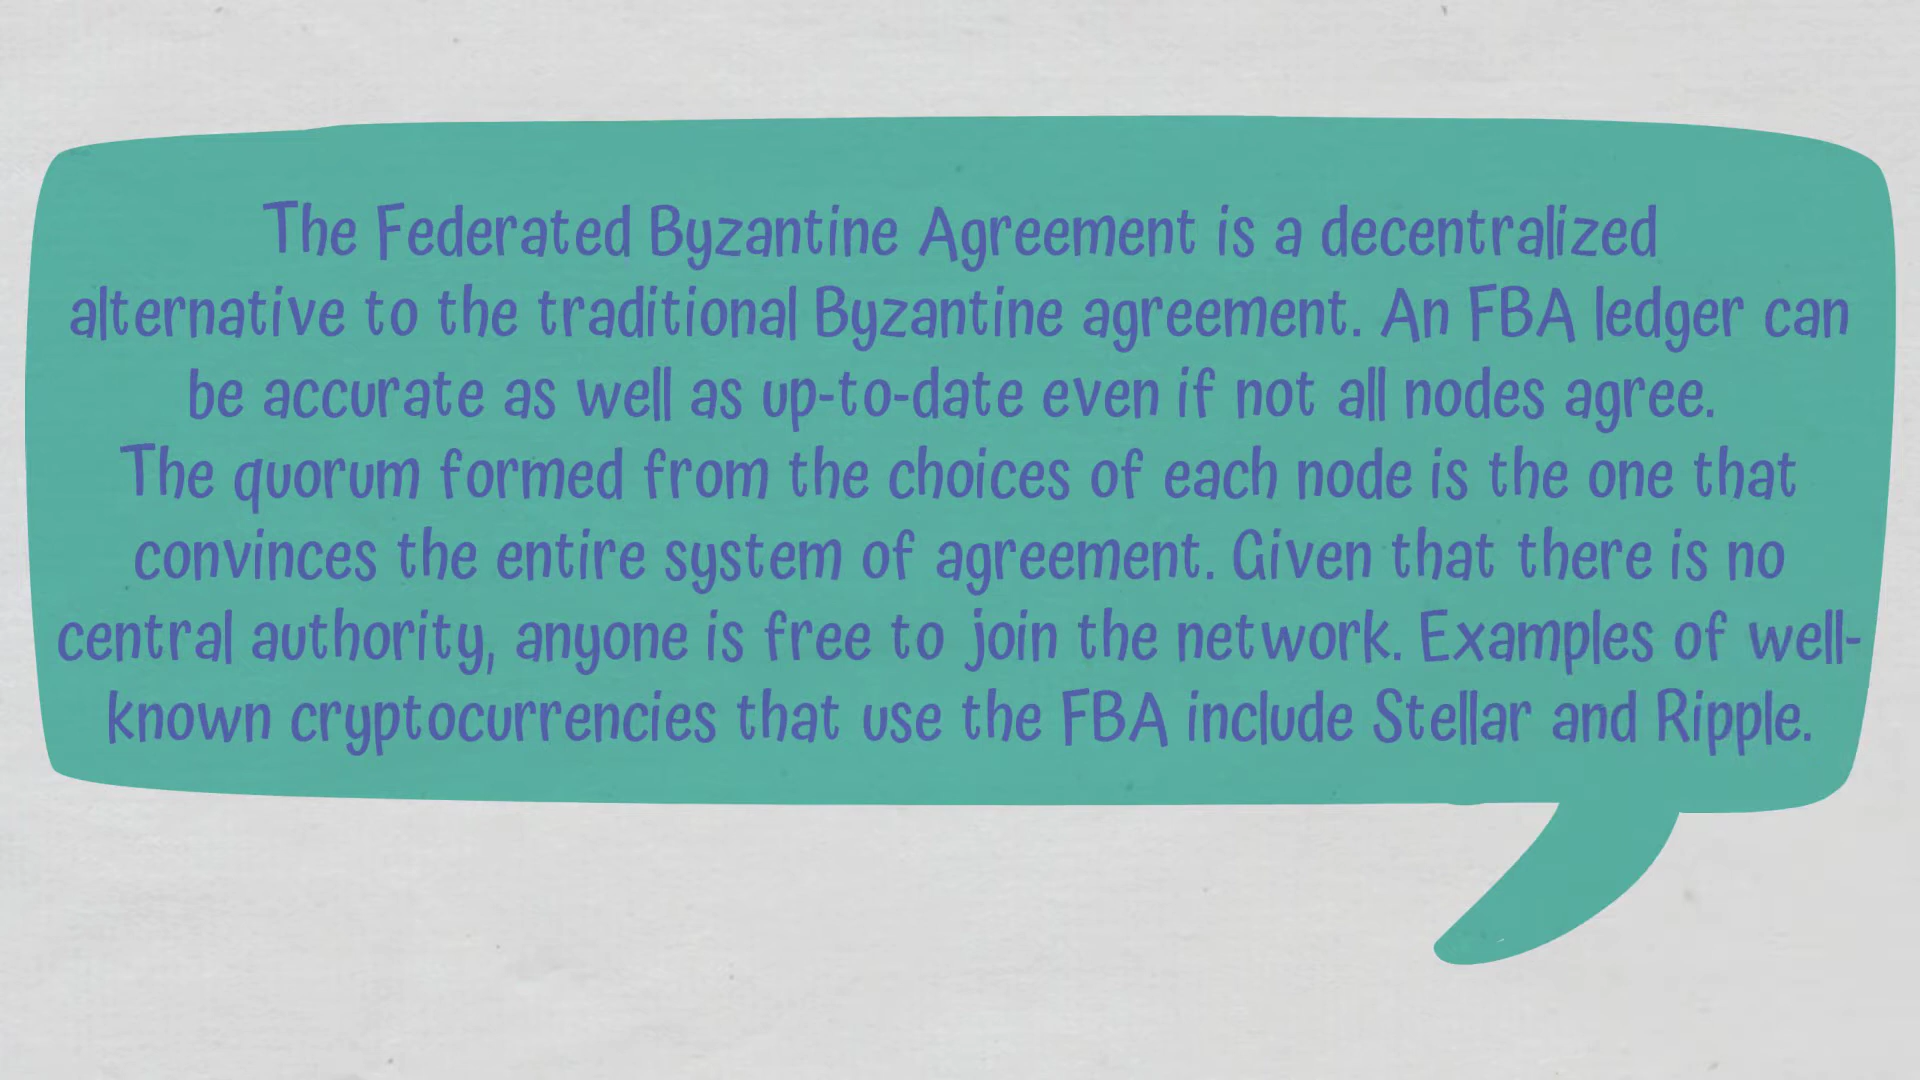 The Federated Byzantine Agreement is a decentralized
alternative to the traditional Byzantine agreement. An FBA ledger can
be accurate as well as up-to-date even if not all nodes agree.
The quorum formed from the choices of each node is the one that
convinces the entire system of agreement. Given that there is no
central authority, anyone is free to join the network. Examples of well-
known cryptocurrencies that use the FBA include Stellar and Ripple.